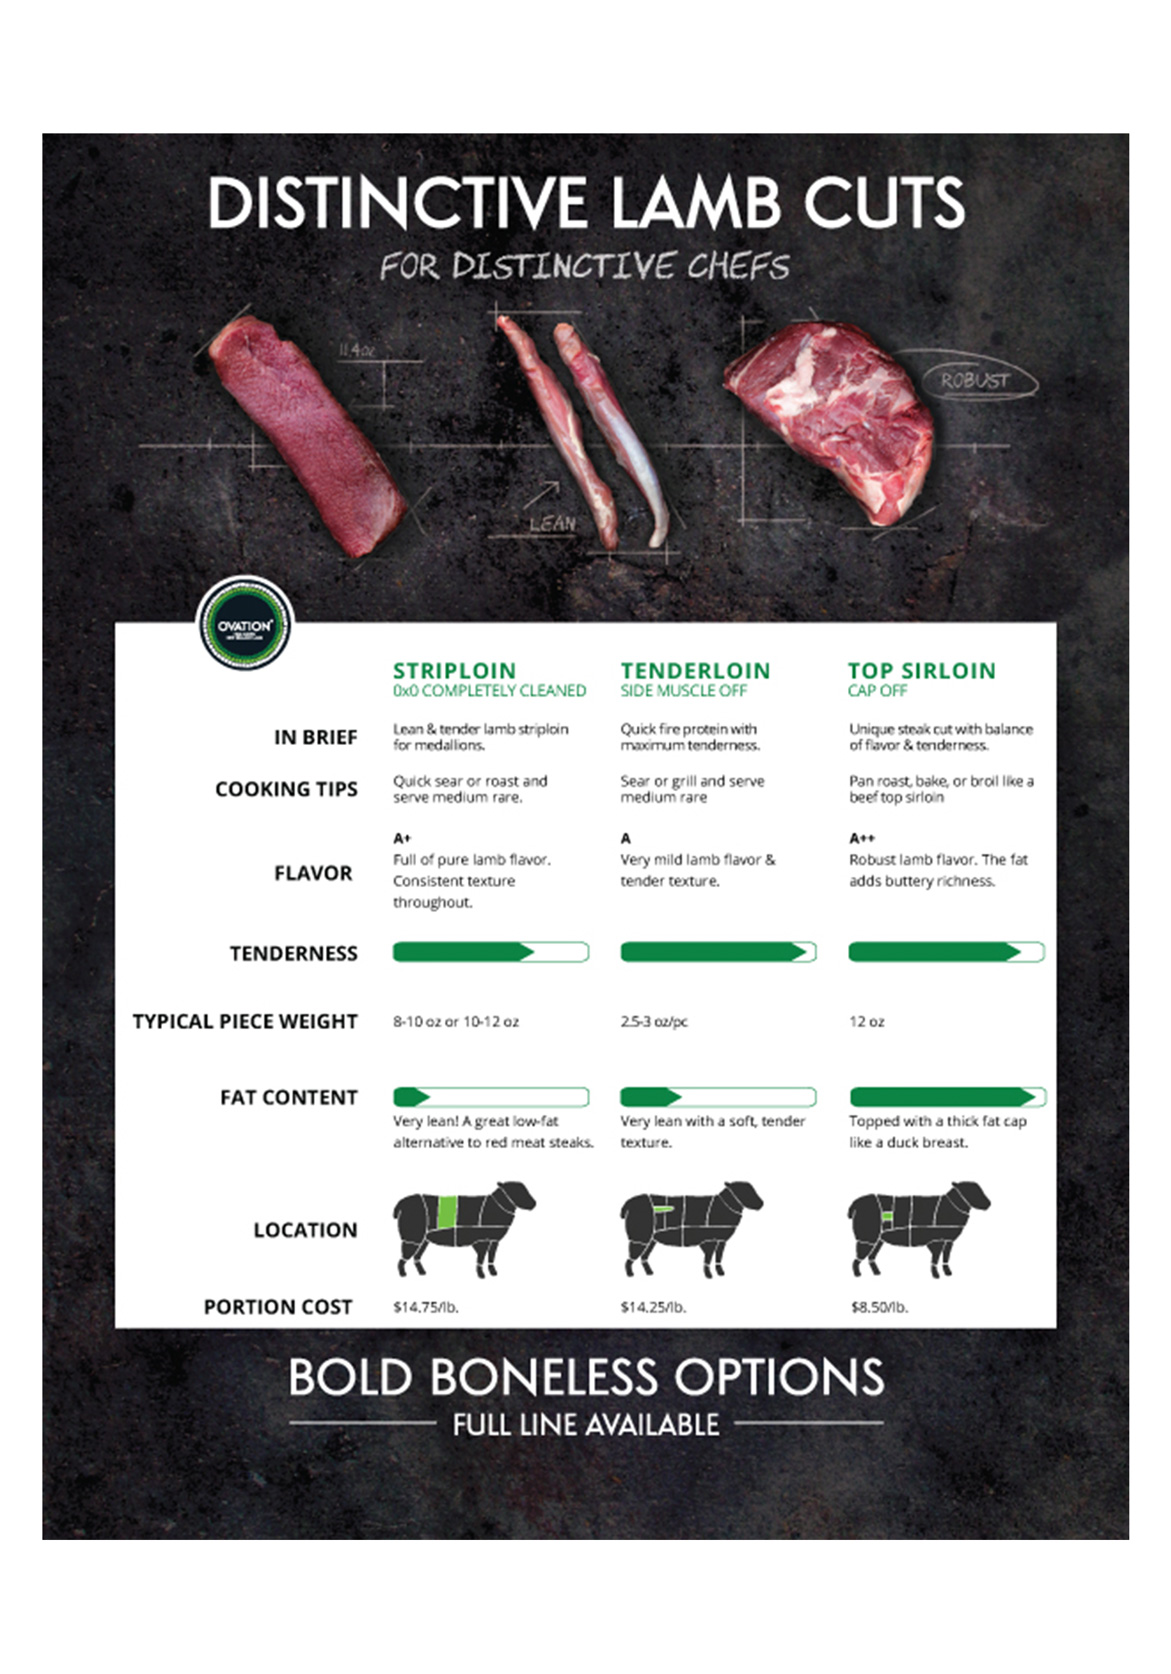 DISTINCTIVE LAMB CUTS
FOR DISTINCTIVE CHEFS
11.4oz
ROBUST
LEAN
OVATION
STRIPLOIN
0x0 COMPLETELY CLEANED
TENDERLOIN
SIDE MUSCLE OFF
TOP SIRLOIN
CAP OFF
IN BRIEF
Lean & tender lamb striploin
for medallions.
Quick fire protein with
maximum tenderness.
Unique steak cut with balance
of flavor & tenderness.
COOKING TIPS
Quick sear or roast and
serve medium rare.
Sear or grill and serve
medium rare
Pan roast, bake, or broil like a
beef top sirloin
FLAVOR
A+
Full of pure lamb flavor.
Consistent texture
throughout.
A
Very mild lamb flavor &
tender texture.
A++
Robust lamb flavor. The fat
adds buttery richness.
TENDERNESS
TYPICAL PIECE WEIGHT
8-10 oz or 10-12 oz
2.5-3 oz/pc
12 oz
FAT CONTENT
Very lean! A great low-fat
alternative to red meat steaks.
Very lean with a soft, tender
texture.
Topped with a thick fat cap
like a duck breast.
LOCATION
PORTION COST
$14.75/lb.
$14.25/lb.
$8.50/lb.
BOLD BONELESS OPTIONS
FULL LINE AVAILABLE